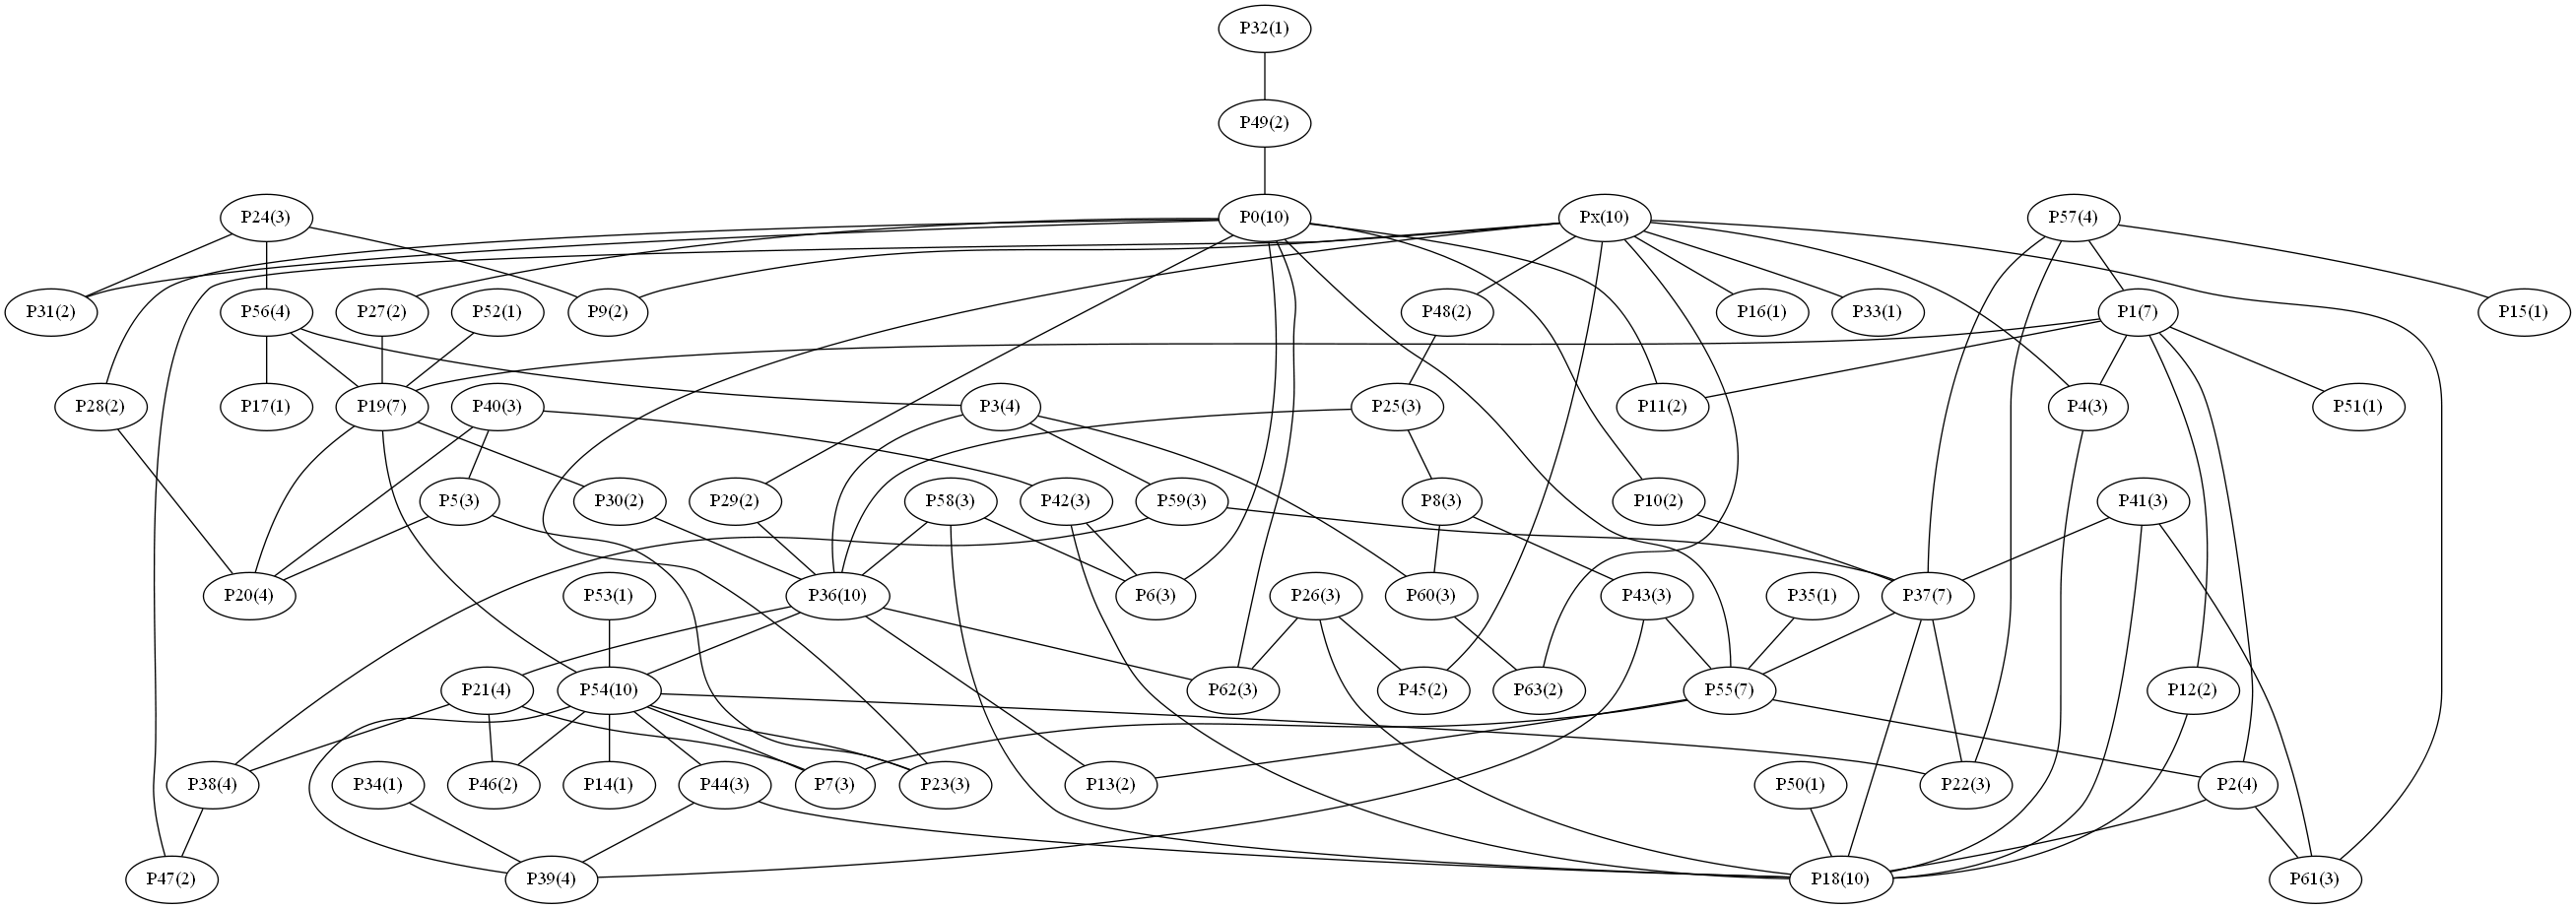 P32(1)
P49(2)
P24(3) P0(10) Px(10) P57(4)
P31(2) P56(4) P27(2) P52(1) P9(2) P48(2) P16(1) P33(1) P1(7) P15(1)
P28(2) P17(1) P19(7) P40(3) P3(4) P25(3) P11(2) P4(3) P51(1)
P5(3) P30(2) P29(2) P58(3) P42(3) P59(3) P8(3) P10(2) P41(3)
P20(4) P53(1) P36(10) P6(3) P26(3) P60(3) P43(3) P35(1) P37(7)
P21(4) P54(10) P62(3) P45(2) P63(2) P55(7) P12(2)
P38(4) P34(1) P46(2) P14(1) P44(3) P7(3) P23(3) P13(2) P50(1) P22(3) P2(4)
P47(2) P39(4) P18(10) P61(3)